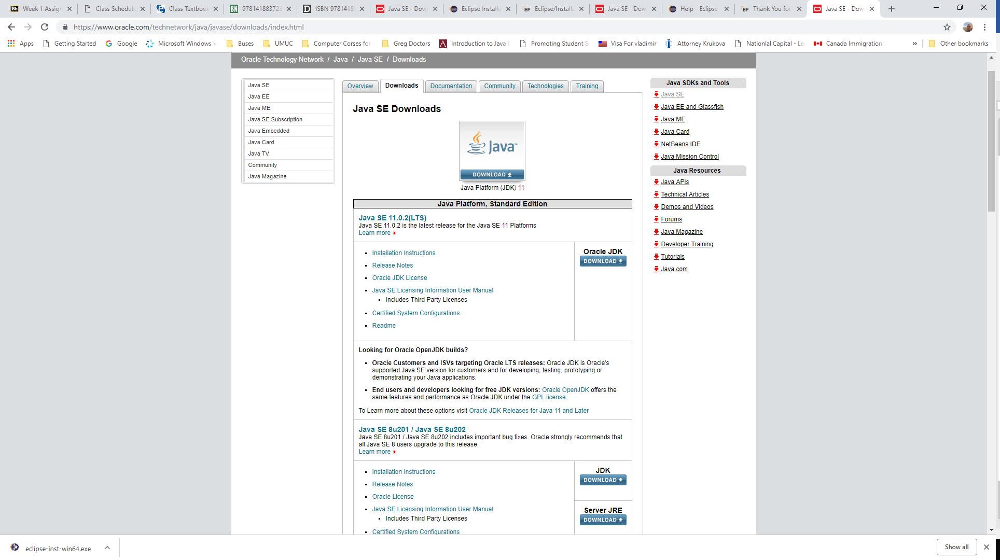 Week 1 Assign
Class Schedule
Class Textbook
BN 978141883723
ISBN 97814188
Java SE - Dow
Eclipse Installe
EF Eclipse/Installa
Java SE - Dow
Help - Eclipse
EF Thank You for
Java SE - Dow
https://www.oracle.com/technetwork/java/javase/downloads/index.html
Apps
Getting Started
Google
Microsoft Windows
Buses
UMUC
Computer Corses for
Greg Doctors
Introduction to Java
Promoting Student S
Visa For vladimir
Attorney Krukova
Nationlal Capital - Le
Canada Immigration
»
Other bookmarks
Oracle Technology Network / Java / Java SE / Downloads
Java SE
Java EE
Java ME
Java SE Subscription
Java Embedded
Java Card
Java TV
Community
Java Magazine
Overview
Downloads
Documentation
Community
Technologies
Training
Java SE Downloads
Java™
DOWNLOAD
Java Platform (JDK) 11
Java Platform, Standard Edition
Java SE 11.0.2(LTS)
Java SE 11.0.2 is the latest release for the Java SE 11 Platforms
Learn more
Installation Instructions
Release Notes
Oracle JDK License
Java SE Licensing Information User Manual
Includes Third Party Licenses
Certified System Configurations
Readme
Oracle JDK
DOWNLOAD
Looking for Oracle OpenJDK builds?
Oracle Customers and ISVs targeting Oracle LTS releases: Oracle JDK is Oracle's
supported Java SE version for customers and for developing, testing, prototyping or
demonstrating your Java applications.
End users and developers looking for free JDK versions: Oracle OpenJDK offers the
same features and performance as Oracle JDK under the GPL license.
To Learn more about these options visit Oracle JDK Releases for Java 11 and Later
Java SE 8u201 / Java SE 8u202
Java SE 8u201 / Java SE 8u202 includes important bug fixes. Oracle strongly recommends that
all Java SE 8 users upgrade to this release.
Learn more
Installation Instructions
Release Notes
Oracle License
Java SE Licensing Information User Manual
Includes Third Party Licenses
Certified System Configurations
JDK
DOWNLOAD
Server JRE
DOWNLOAD
Java SDKs and Tools
Java SE
Java EE and Glassfish
Java ME
Java Card
NetBeans IDE
Java Mission Control
Java Resources
Java APIs
Technical Articles
Demos and Videos
Forums
Java Magazine
Developer Training
Tutorials
Java.com
eclipse-inst-win64.exe
Show all